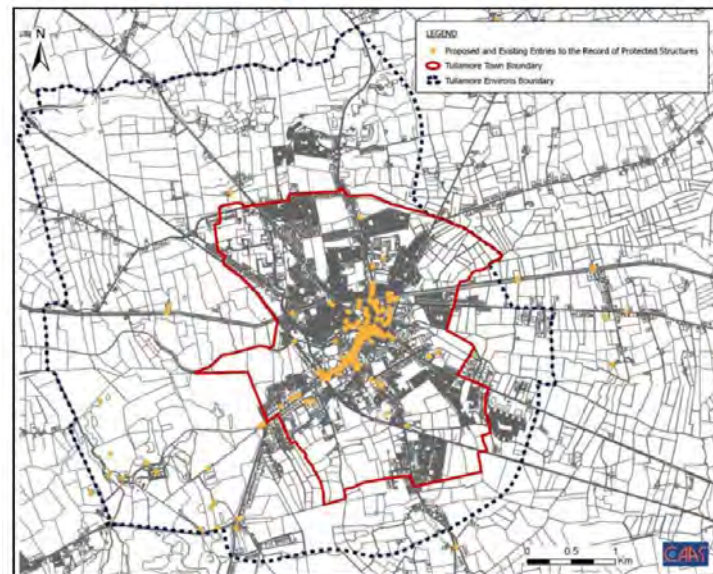 N
LEGEND
Proposed and Existing Entries to the Record of Protected Structures
Tullamore Town Boundary
Tullamore Environs Boundary
0 0.5 1
Km
CAAS